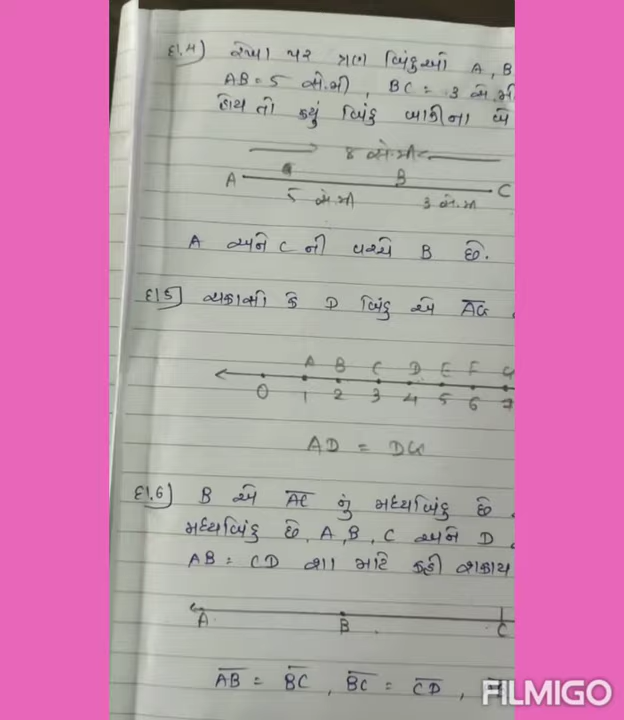 દા.4) રેખા પર ત્રણ બિંદુઓ A, B
AB = 5 સે.મી, BC = 3 સે.મી
હોય તો કયું બિંદુ બાકીના બે
8 સે.મી
A B C
5 સે.મી 3 સે.મી
A અને C ની વચ્ચે B છે.
દા.5) ચકાસો કે D બિંદુ એ AG
A B C D E F G
0 1 2 3 4 5 6 7
AD = DG
દા.6) B એ AC નું મધ્યબિંદુ છે.
મધ્યબિંદુ છે, A, B, C અને D
AB = CD શા માટે કહી શકાય
A B C
AB = BC, BC = CD,
FILMIGO